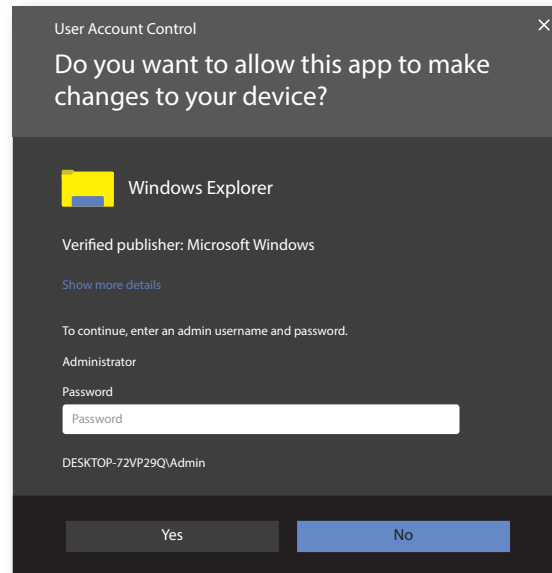 User Account Control
Do you want to allow this app to make
changes to your device?
Windows Explorer
Verified publisher: Microsoft Windows
Show more details
To continue, enter an admin username and password.
Administrator
Password
Password
DESKTOP-72VP29Q\Admin
Yes
No